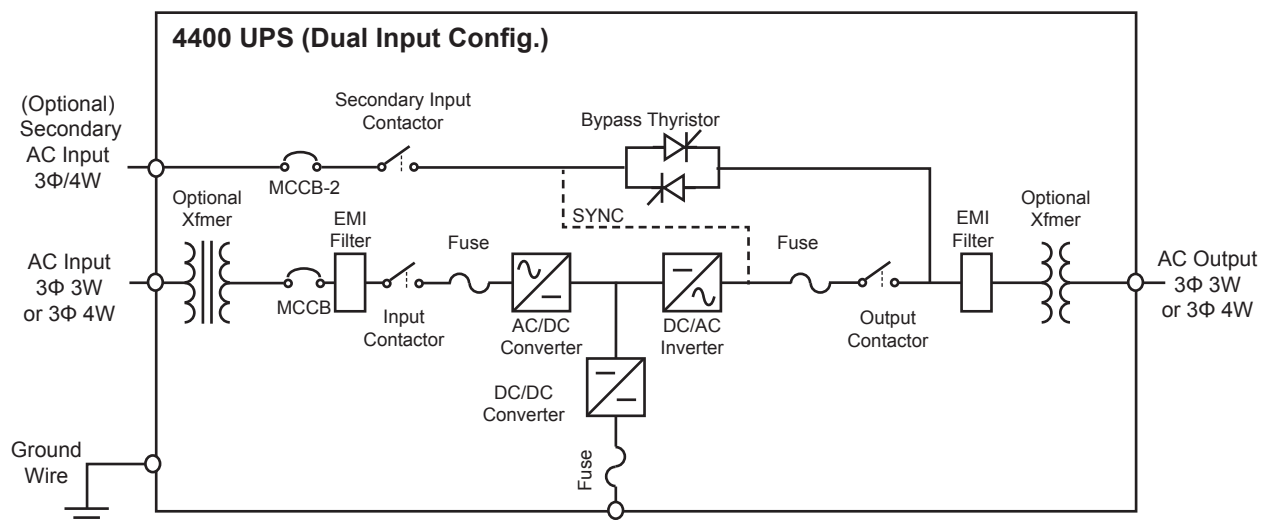 4400 UPS (Dual Input Config.)
(Optional)
Secondary
AC Input
3Φ/4W
Secondary Input
Contactor
Bypass Thyristor
MCCB-2
Optional
Xfmer
EMI
Filter
Fuse
SYNC
Fuse
EMI
Filter
Optional
Xfmer
AC Input
3Φ 3W
or 3Φ 4W
MCCB
Input
Contactor
AC/DC
Converter
DC/AC
Inverter
Output
Contactor
AC Output
3Φ 3W
or 3Φ 4W
DC/DC
Converter
Fuse
Ground
Wire